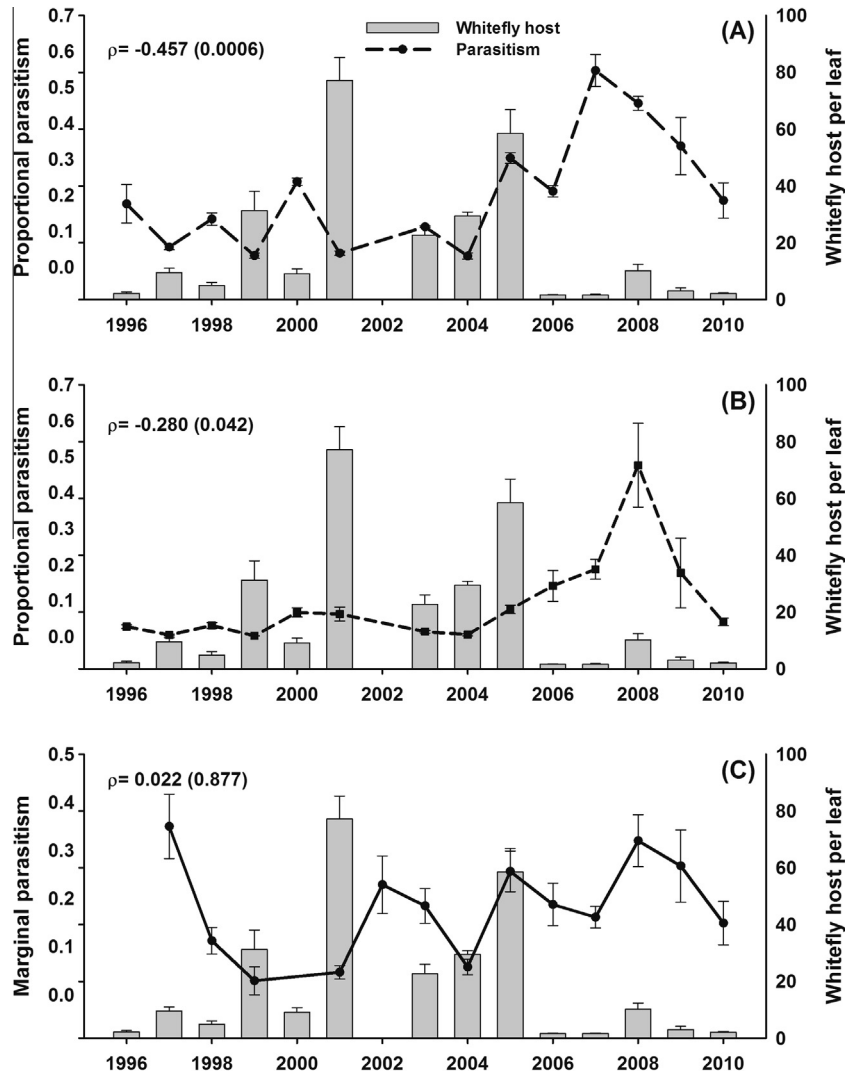 Whitefly host
Parasitism
(A)
ρ= -0.457 (0.0006)
Proportional parasitism
0.7
0.6
0.5
0.4
0.3
0.2
0.1
0.0
100
80
60
40
20
0
Whitefly host per leaf
1996 1998 2000 2002 2004 2006 2008 2010
(B)
ρ= -0.280 (0.042)
Proportional parasitism
0.7
0.6
0.5
0.4
0.3
0.2
0.1
0.0
100
80
60
40
20
0
Whitefly host per leaf
1996 1998 2000 2002 2004 2006 2008 2010
(C)
ρ= 0.022 (0.877)
Marginal parasitism
0.5
0.4
0.3
0.2
0.1
0.0
100
80
60
40
20
0
Whitefly host per leaf
1996 1998 2000 2002 2004 2006 2008 2010